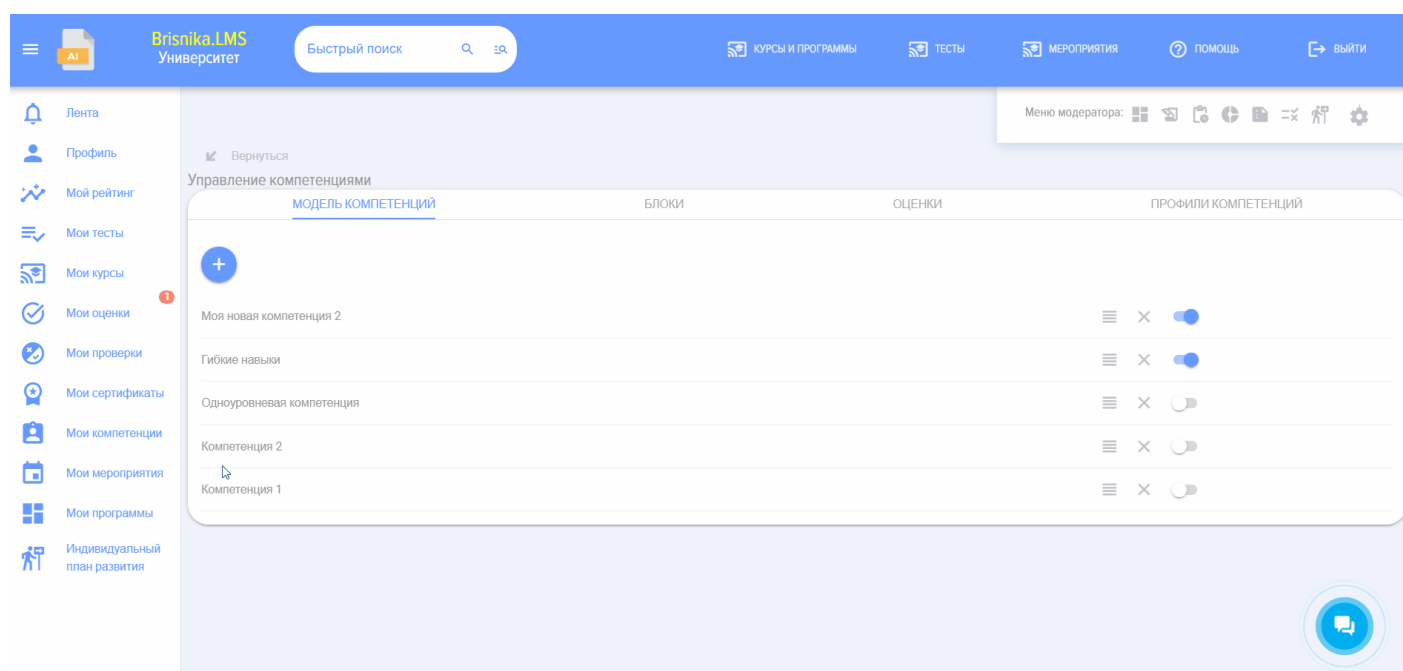 AI
Brisnika.LMS
Университет
Быстрый поиск
КУРСЫ И ПРОГРАММЫ
ТЕСТЫ
МЕРОПРИЯТИЯ
ПОМОЩЬ
ВЫЙТИ
Меню модератора:
Лента
Профиль
Мой рейтинг
Мои тесты
Мои курсы
1
Мои оценки
Мои проверки
Мои сертификаты
Мои компетенции
Мои мероприятия
Мои программы
Индивидуальный
план развития
Вернуться
Управление компетенциями
МОДЕЛЬ КОМПЕТЕНЦИЙ
БЛОКИ
ОЦЕНКИ
ПРОФИЛИ КОМПЕТЕНЦИЙ
Моя новая компетенция 2
Гибкие навыки
Одноуровневая компетенция
Компетенция 2
Компетенция 1